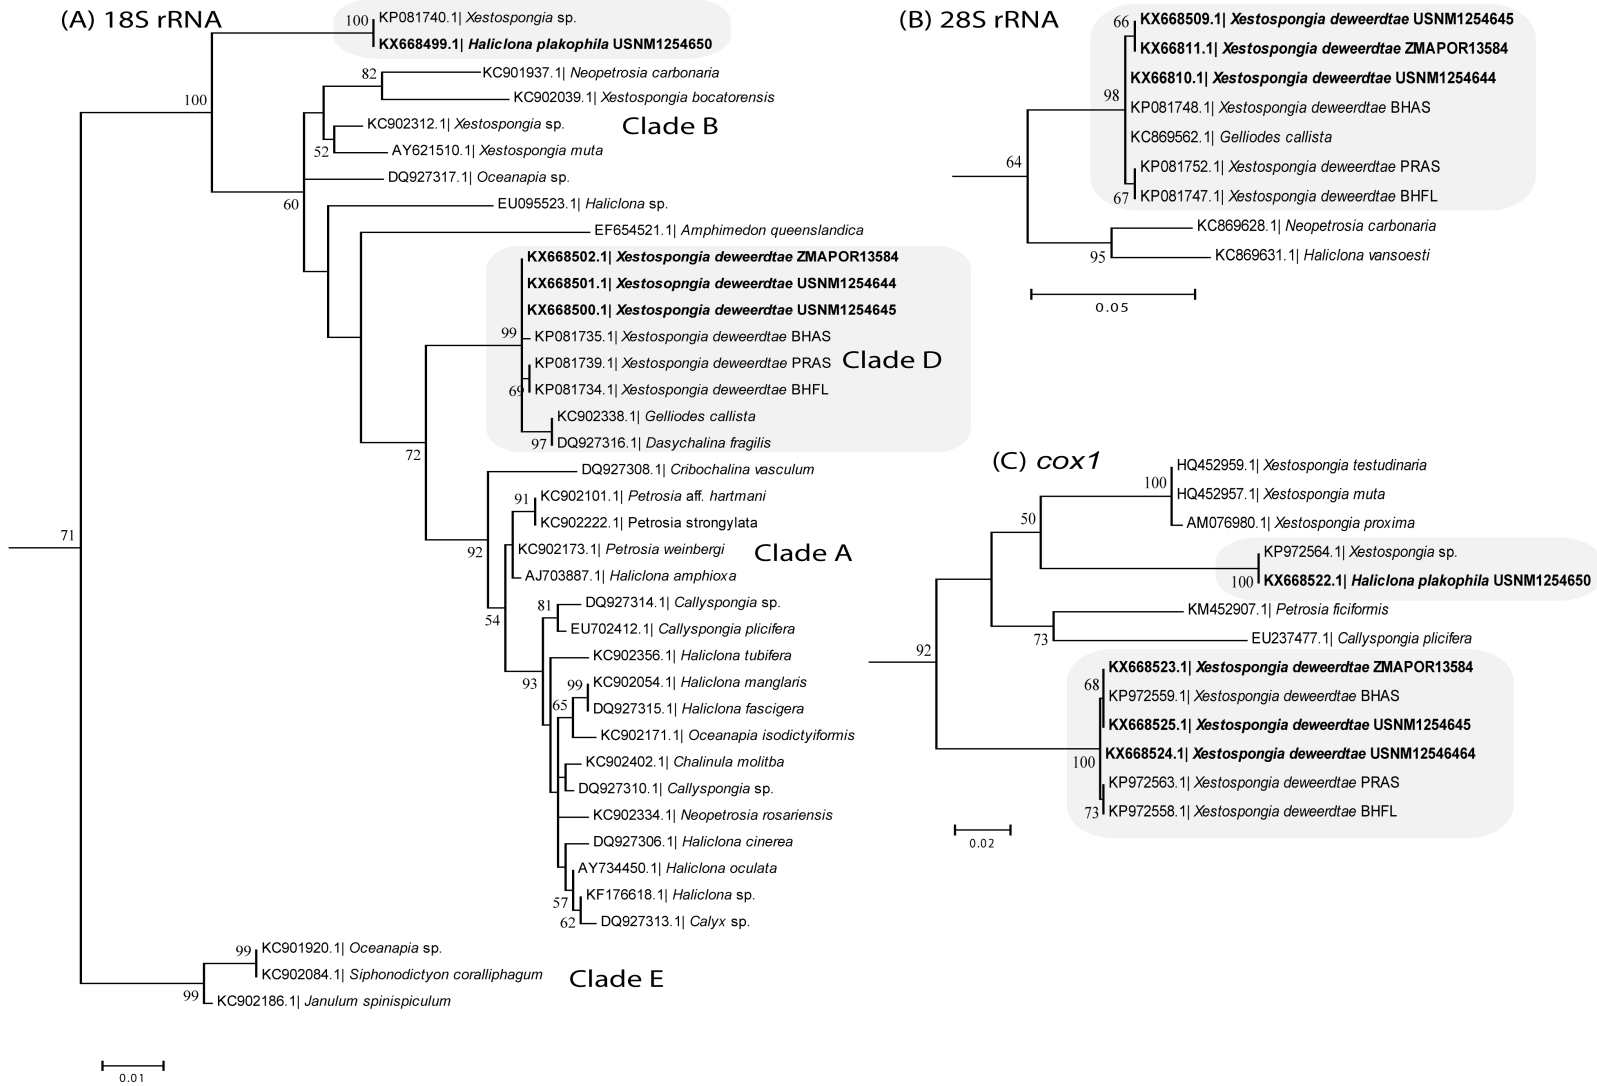 (A) 18S rRNA
100
KP081740.1| Xestospongia sp.
KX668499.1| Haliclona plakophila USNM1254650
82
KC901937.1| Neopetrosia carbonaria
100
KC902039.1| Xestospongia bocatorensis
KC902312.1| Xestospongia sp.
Clade B
52
AY621510.1| Xestospongia muta
DQ927317.1| Oceanapia sp.
60
EU095523.1| Haliclona sp.
EF654521.1| Amphimedon queenslandica
KX668502.1| Xestospongia deweerdtae ZMAPOR13584
KX668501.1| Xestosopngia deweerdtae USNM1254644
KX668500.1| Xestospongia deweerdtae USNM1254645
99
KP081735.1| Xestospongia deweerdtae BHAS
KP081739.1| Xestospongia deweerdtae PRAS
Clade D
69
KP081734.1| Xestospongia deweerdtae BHFL
KC902338.1| Gelliodes callista
97
DQ927316.1| Dasychalina fragilis
72
DQ927308.1| Cribochalina vasculum
91
KC902101.1| Petrosia aff. hartmani
KC902222.1| Petrosia strongylata
71
92
KC902173.1| Petrosia weinbergi
Clade A
AJ703887.1| Haliclona amphioxa
81
DQ927314.1| Callyspongia sp.
54
EU702412.1| Callyspongia plicifera
KC902356.1| Haliclona tubifera
93
99
KC902054.1| Haliclona manglaris
65
DQ927315.1| Haliclona fascigera
KC902171.1| Oceanapia isodictyiformis
KC902402.1| Chalinula molitba
DQ927310.1| Callyspongia sp.
KC902334.1| Neopetrosia rosariensis
DQ927306.1| Haliclona cinerea
AY734450.1| Haliclona oculata
57
KF176618.1| Haliclona sp.
62
DQ927313.1| Calyx sp.
99
KC901920.1| Oceanapia sp.
KC902084.1| Siphonodictyon coralliphagum
Clade E
99
KC902186.1| Janulum spinispiculum
0.01
(B) 28S rRNA
66
KX668509.1| Xestospongia deweerdtae USNM1254645
KX66811.1| Xestospongia deweerdtae ZMAPOR13584
KX66810.1| Xestospongia deweerdtae USNM1254644
98
KP081748.1| Xestospongia deweerdtae BHAS
KC869562.1| Gelliodes callista
64
KP081752.1| Xestospongia deweerdtae PRAS
67
KP081747.1| Xestospongia deweerdtae BHFL
KC869628.1| Neopetrosia carbonaria
95
KC869631.1| Haliclona vansoesti
0.05
(C) cox1
HQ452959.1| Xestospongia testudinaria
100
HQ452957.1| Xestospongia muta
50
AM076980.1| Xestospongia proxima
KP972564.1| Xestospongia sp.
100
KX668522.1| Haliclona plakophila USNM1254650
KM452907.1| Petrosia ficiformis
73
EU237477.1| Callyspongia plicifera
92
KX668523.1| Xestospongia deweerdtae ZMAPOR13584
68
KP972559.1| Xestospongia deweerdtae BHAS
KX668525.1| Xestospongia deweerdtae USNM1254645
KX668524.1| Xestospongia deweerdtae USNM12546464
100
KP972563.1| Xestospongia deweerdtae PRAS
73
KP972558.1| Xestospongia deweerdtae BHFL
0.02